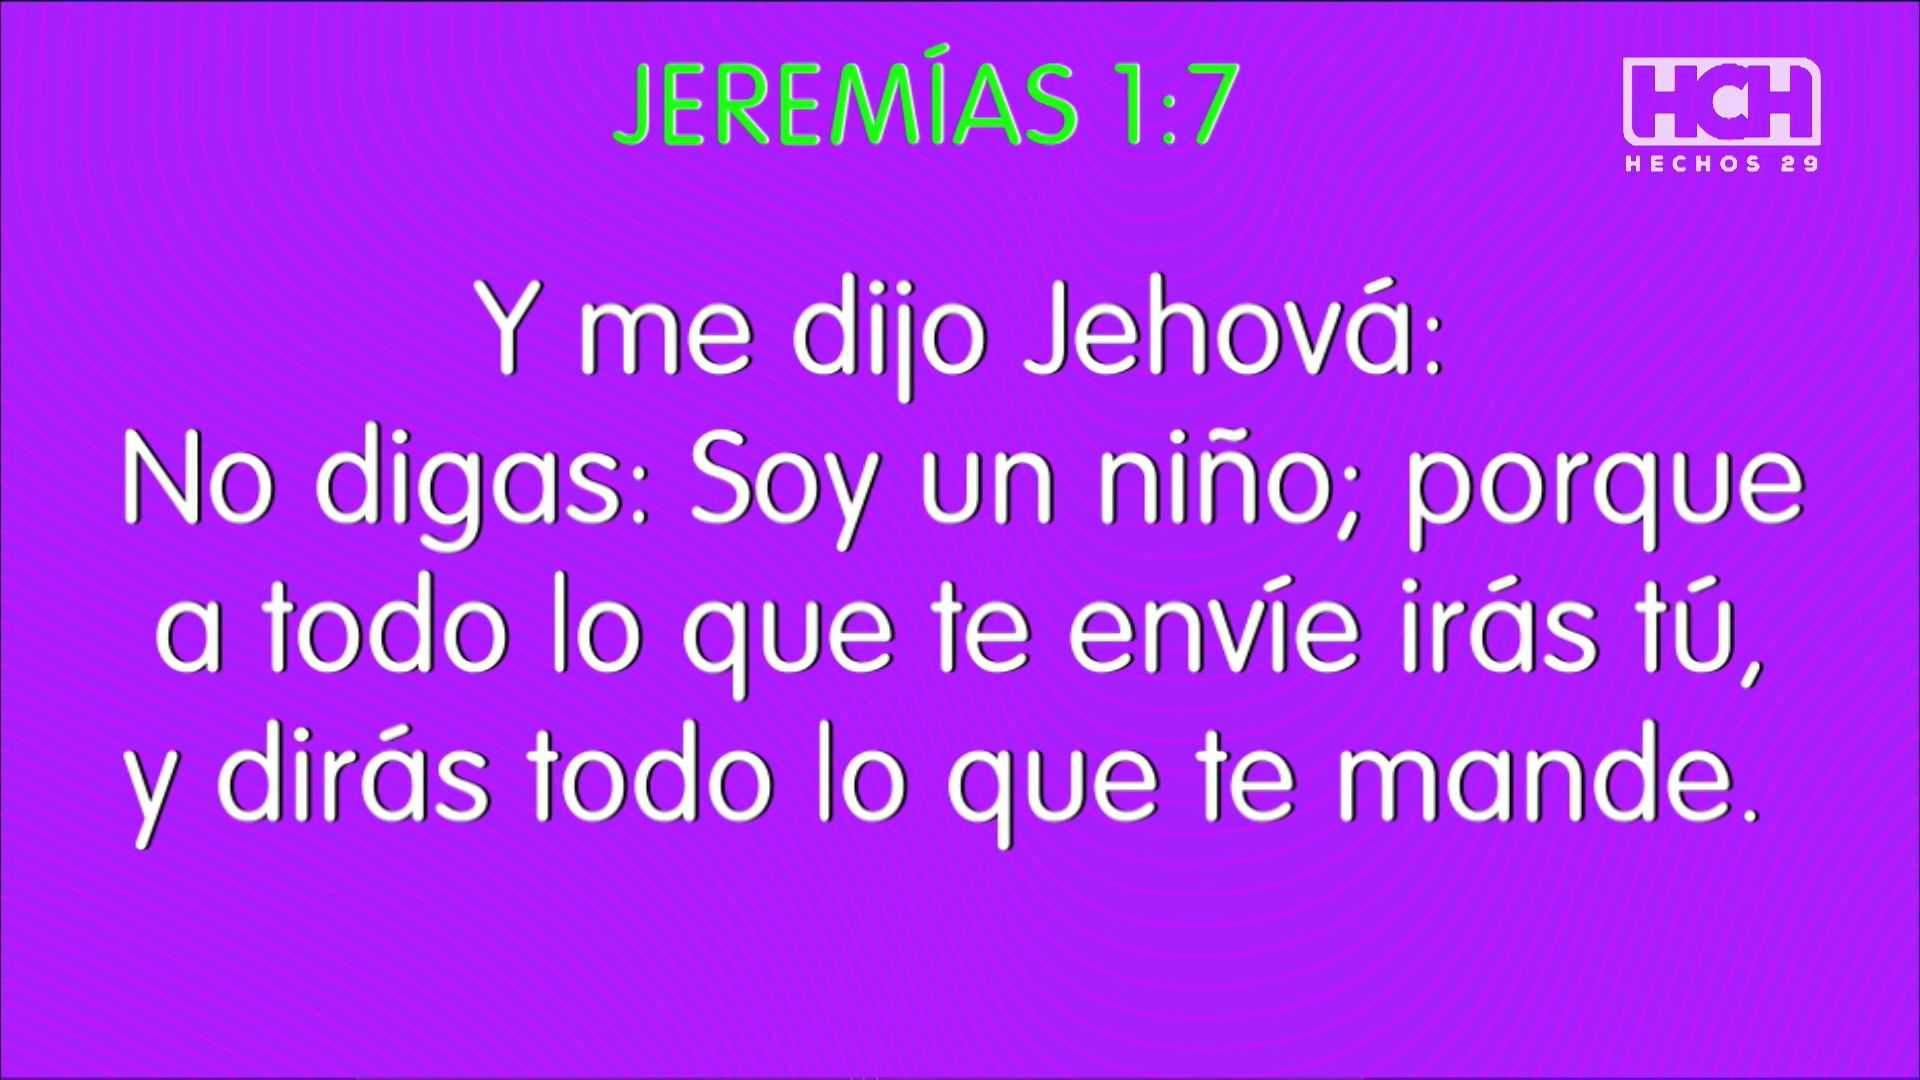 JEREMÍAS 1:7
HCH
HECHOS 29
Y me dijo Jehová:
No digas: Soy un niño; porque
a todo lo que te envíe irás tú,
y dirás todo lo que te mande.